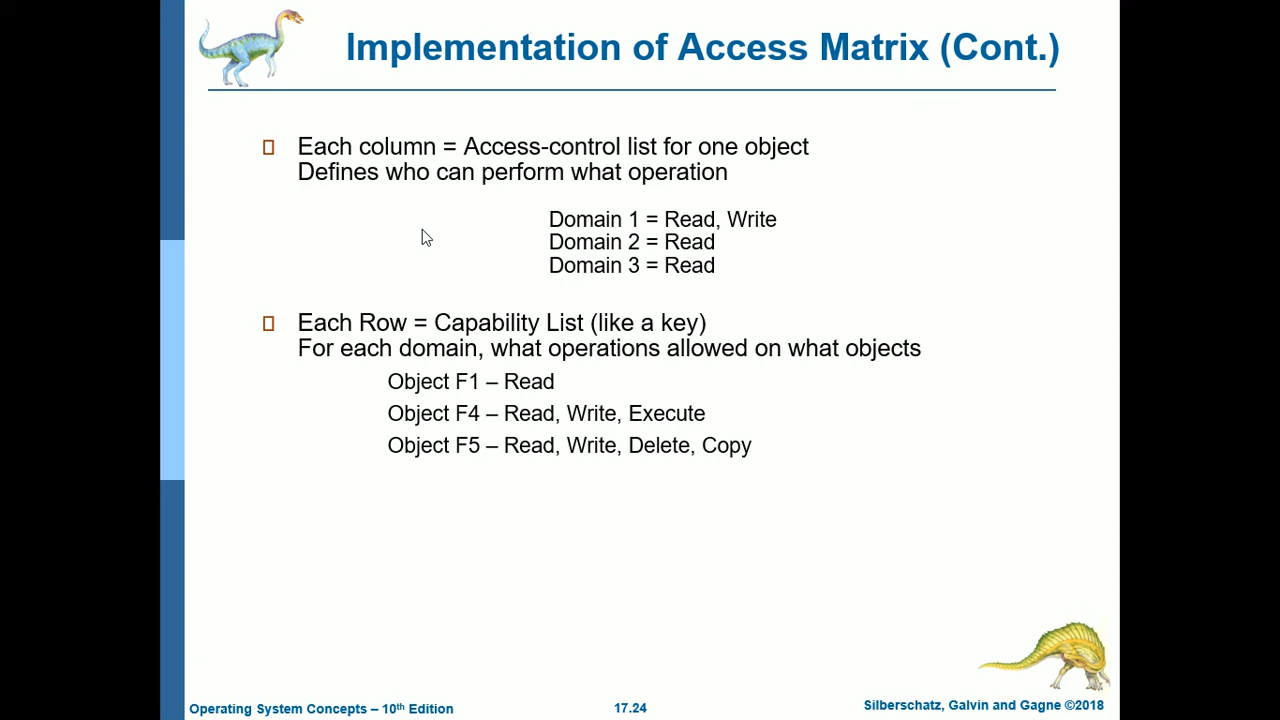 Implementation of Access Matrix (Cont.)
Each column = Access-control list for one object
Defines who can perform what operation
Domain 1 = Read, Write
Domain 2 = Read
Domain 3 = Read
Each Row = Capability List (like a key)
For each domain, what operations allowed on what objects
Object F1 – Read
Object F4 – Read, Write, Execute
Object F5 – Read, Write, Delete, Copy
Operating System Concepts – 10th Edition
17.24
Silberschatz, Galvin and Gagne ©2018